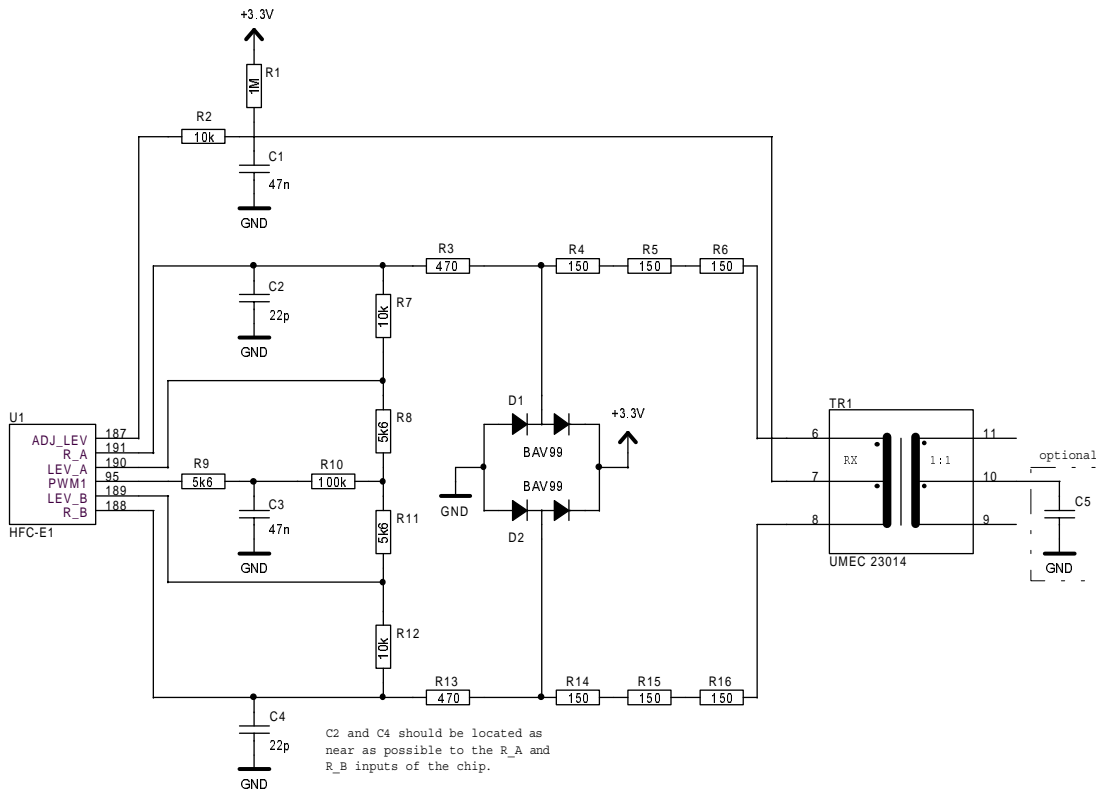 +3.3V
R1
1M
R2
10k
C1
47n
GND
R3
470
R4
150
R5
150
R6
150
C2
22p
GND
R7
10k
R8
5k6
D1
BAV99
+3.3V
BAV99
D2
GND
U1
ADJ_LEV 187
R_A 191
LEV_A 190
PWM1 95
LEV_B 189
R_B 188
HFC-E1
R9
5k6
R10
100k
C3
47n
GND
R11
5k6
R12
10k
TR1
6
RX
7
8
1:1
11
10
9
UMEC 23014
optional
C5
GND
R13
470
R14
150
R15
150
R16
150
C4
22p
GND
C2 and C4 should be located as
near as possible to the R_A and
R_B inputs of the chip.